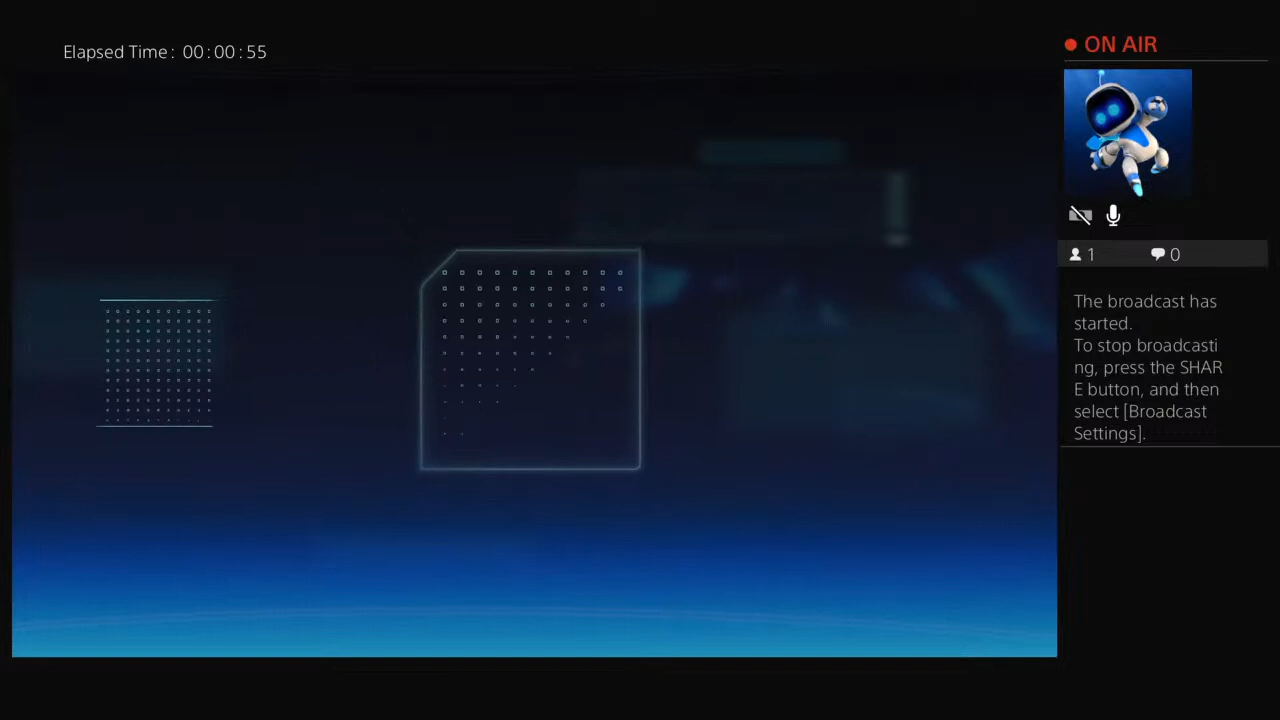 Elapsed Time: 00:00:55
ON AIR
1
0
The broadcast has
started.
To stop broadcasti
ng, press the SHAR
E button, and then
select [Broadcast
Settings].